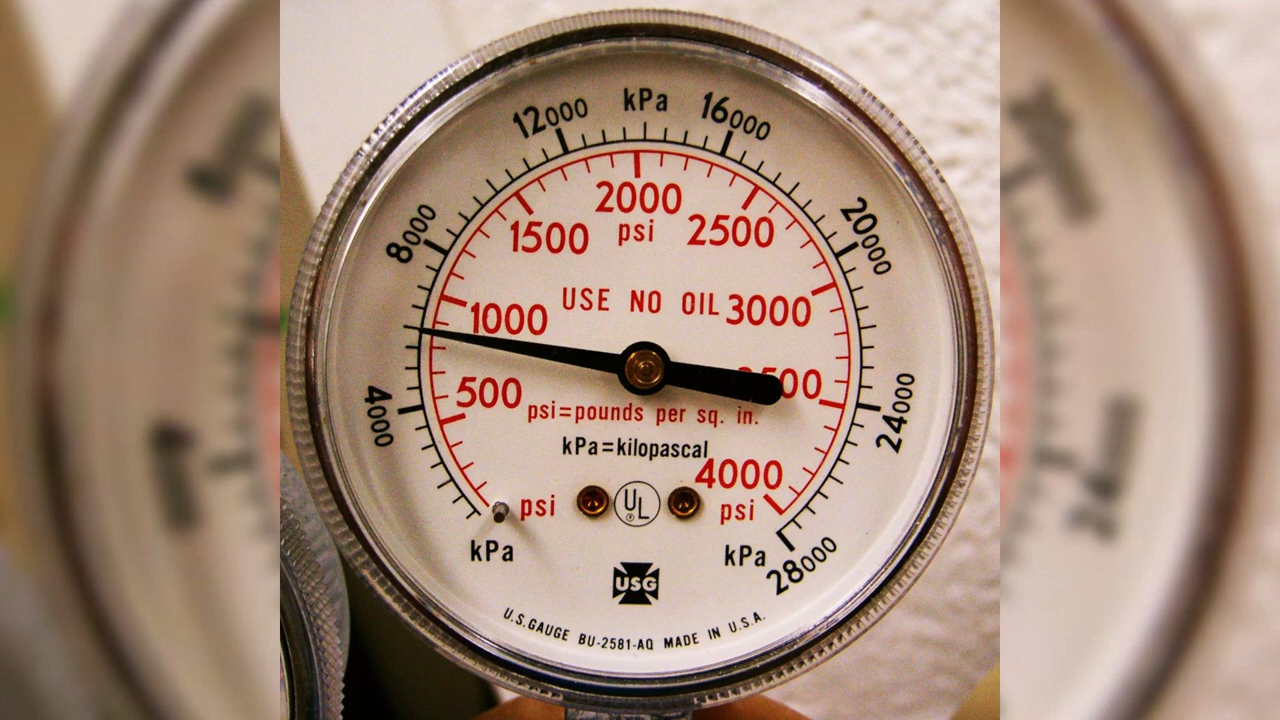 kPa
12000
16000
8000
20000
4000
24000
28000
2000
psi
1500
2500
1000
3000
USE NO OIL
500
3500
psi=pounds per sq. in.
kPa=kilopascal
4000
psi
psi
UL
®
kPa
kPa
USG
U.S.GAUGE BU-2581-AQ MADE IN U.S.A.